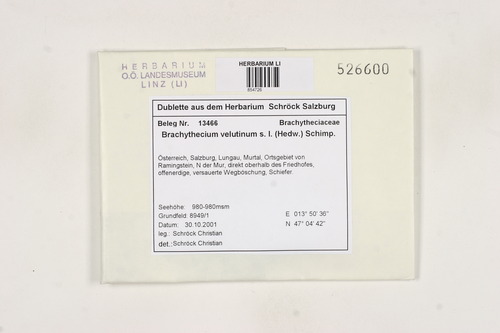 HERBARIUM
O.Ö. LANDESMUSEUM
LINZ (LI)
HERBARIUM LI
526600
Dublette aus dem Herbarium Schröck Salzburg
Beleg Nr. 13466 Brachytheciaceae
Brachythecium velutinum s. l. (Hedw.) Schimp.
Österreich, Salzburg, Lungau, Murtal, Ortsgebiet von
Ramingstein, N der Mur, direkt oberhalb des Friedhofes,
offenerdige, versauerte Wegböschung, Schiefer.
Seehöhe: 980-980msm
Grundfeld: 8949/1 E 013° 50' 36"
Datum: 30.10.2001 N 47° 04' 42"
leg.: Schröck Christian
det.: Schröck Christian